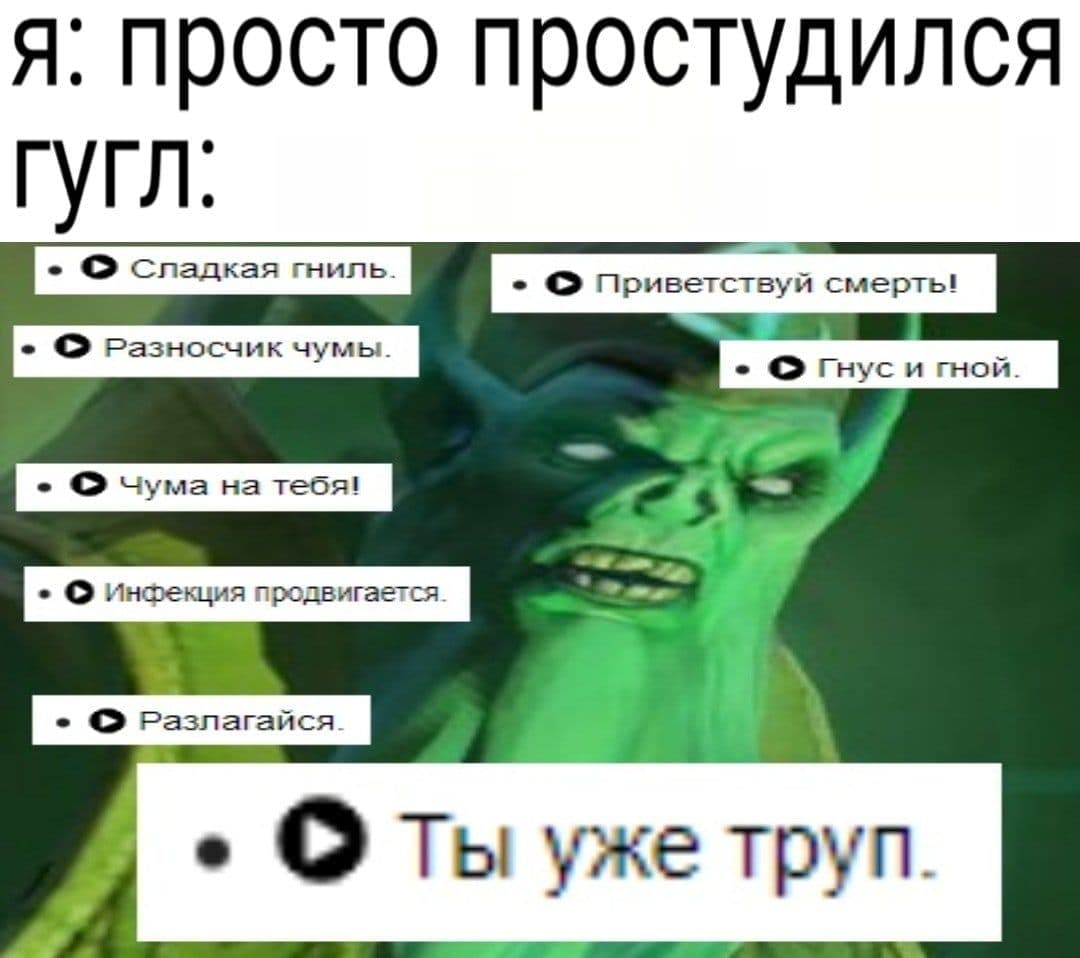 я: просто простудился
гугл:
• Сладкая гниль.
• Приветствуй смерть!
• Разносчик чумы.
• Гнус и гной.
• Чума на тебя!
• Инфекция продвигается.
• Разлагайся.
• Ты уже труп.